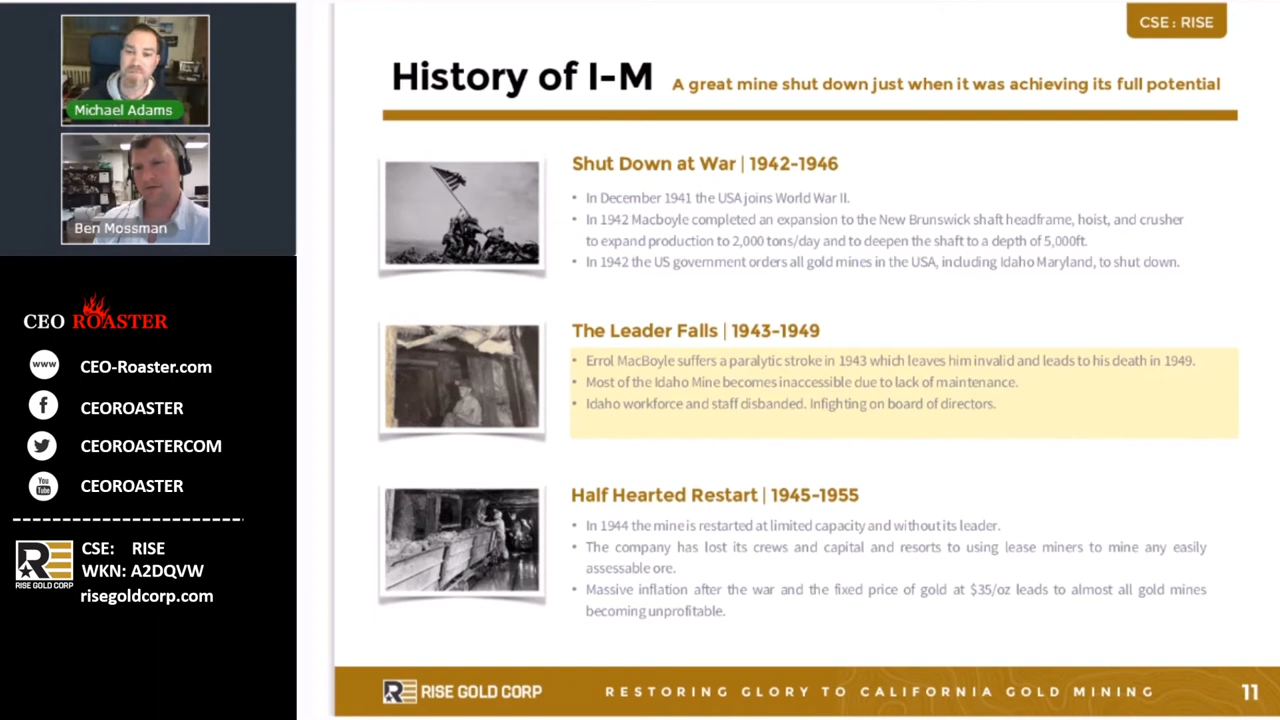 Michael Adams
Ben Mossman
CEO ROASTER
www
CEO-Roaster.com
CEOROASTER
CEOROASTERCOM
You
Tube
CEOROASTER
RISE GOLD CORP
CSE: RISE
WKN: A2DQVW
risegoldcorp.com
CSE : RISE
History of I-M
A great mine shut down just when it was achieving its full potential
Shut Down at War | 1942-1946
• In December 1941 the USA joins World War II.
• In 1942 Macboyle completed an expansion to the New Brunswick shaft headframe, hoist, and crusher
to expand production to 2,000 tons/day and to deepen the shaft to a depth of 5,000ft.
• In 1942 the US government orders all gold mines in the USA, including Idaho Maryland, to shut down.
The Leader Falls | 1943-1949
• Errol MacBoyle suffers a paralytic stroke in 1943 which leaves him invalid and leads to his death in 1949.
• Most of the Idaho Mine becomes inaccessible due to lack of maintenance.
• Idaho workforce and staff disbanded. Infighting on board of directors.
Half Hearted Restart | 1945-1955
• In 1944 the mine is restarted at limited capacity and without its leader.
• The company has lost its crews and capital and resorts to using lease miners to mine any easily
assessable ore.
• Massive inflation after the war and the fixed price of gold at $35/oz leads to almost all gold mines
becoming unprofitable.
RISE GOLD CORP
RESTORING GLORY TO CALIFORNIA GOLD MINING
11